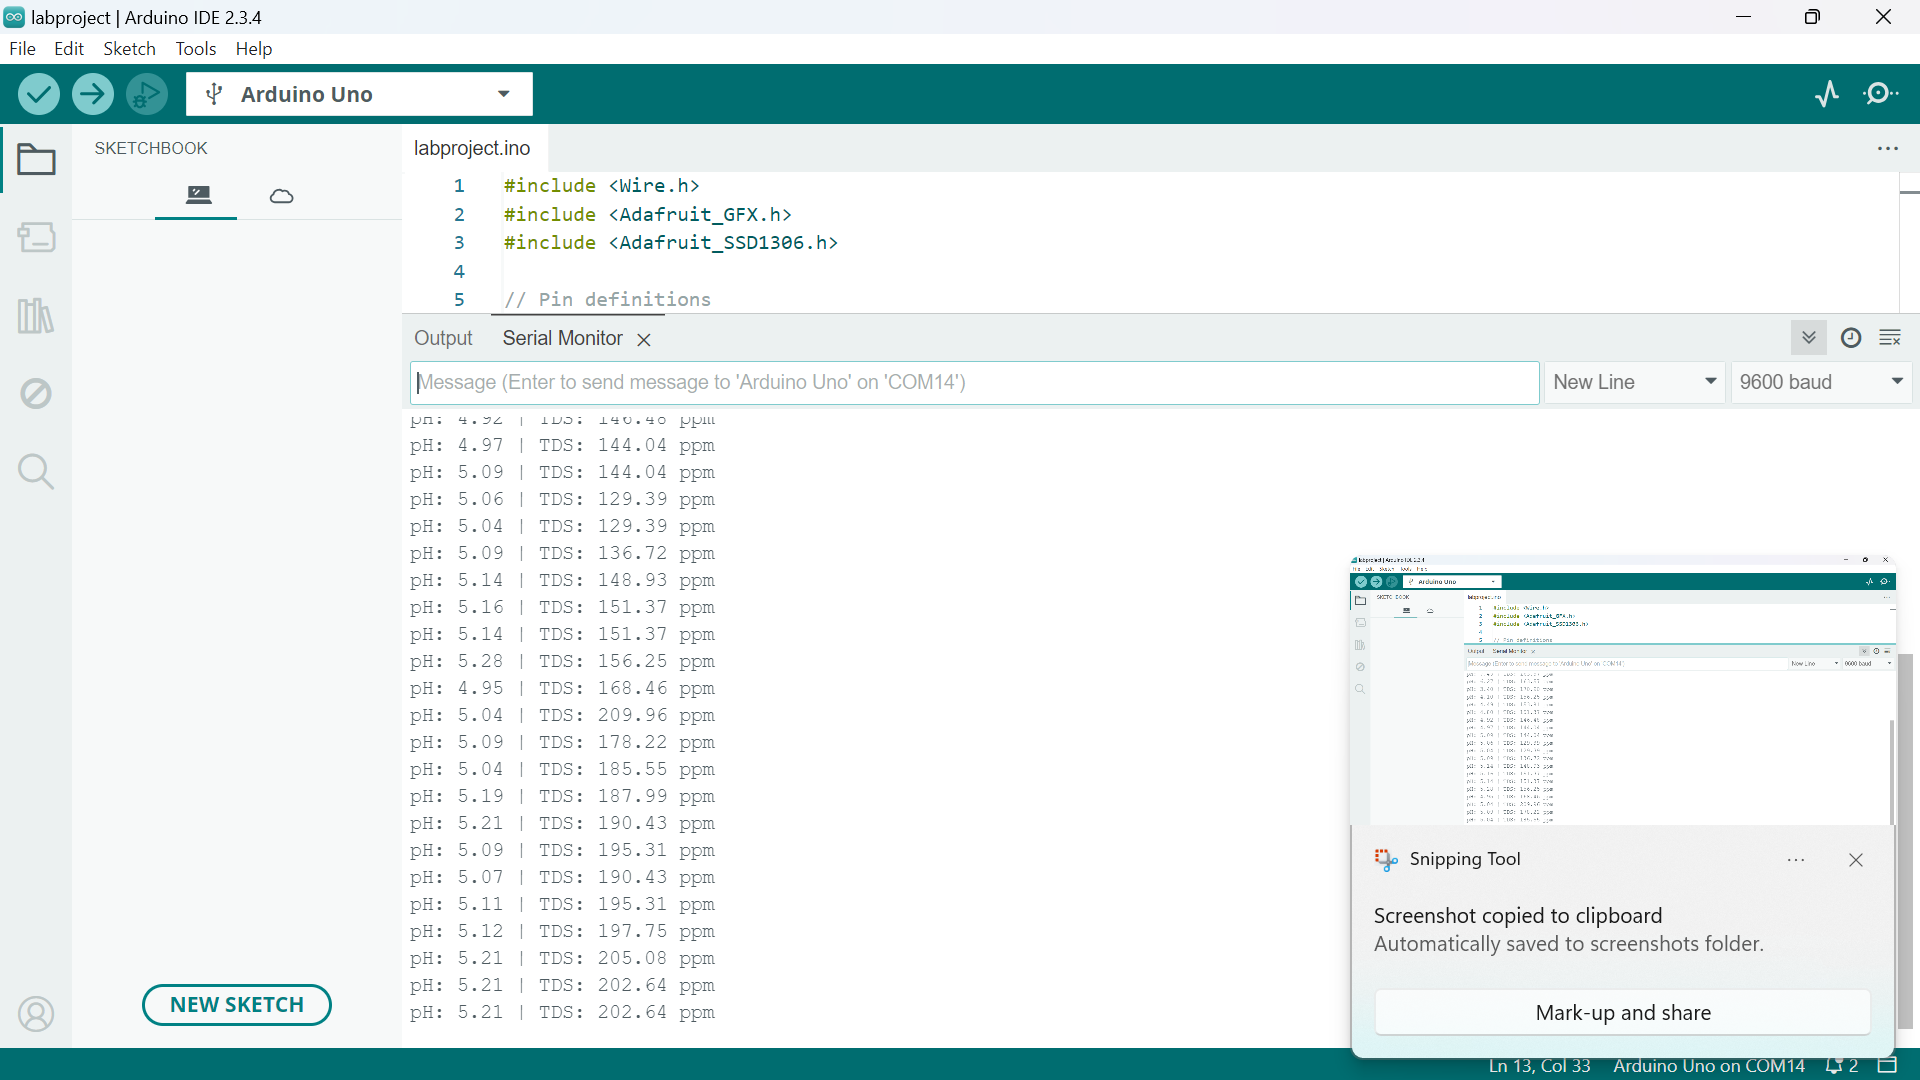 labproject | Arduino IDE 2.3.4
File Edit Sketch Tools Help
Arduino Uno
SKETCHBOOK
labproject.ino
1 #include <Wire.h>
2 #include <Adafruit_GFX.h>
3 #include <Adafruit_SSD1306.h>
4
5 // Pin definitions
Output Serial Monitor
Message (Enter to send message to 'Arduino Uno' on 'COM14')
New Line
9600 baud
pH: 4.92 | TDS: 146.48 ppm
pH: 4.97 | TDS: 144.04 ppm
pH: 5.09 | TDS: 144.04 ppm
pH: 5.06 | TDS: 129.39 ppm
pH: 5.04 | TDS: 129.39 ppm
pH: 5.09 | TDS: 136.72 ppm
pH: 5.14 | TDS: 148.93 ppm
pH: 5.16 | TDS: 151.37 ppm
pH: 5.14 | TDS: 151.37 ppm
pH: 5.28 | TDS: 156.25 ppm
pH: 4.95 | TDS: 168.46 ppm
pH: 5.04 | TDS: 209.96 ppm
pH: 5.09 | TDS: 178.22 ppm
pH: 5.04 | TDS: 185.55 ppm
pH: 5.19 | TDS: 187.99 ppm
pH: 5.21 | TDS: 190.43 ppm
pH: 5.09 | TDS: 195.31 ppm
pH: 5.07 | TDS: 190.43 ppm
pH: 5.11 | TDS: 195.31 ppm
pH: 5.12 | TDS: 197.75 ppm
pH: 5.21 | TDS: 205.08 ppm
pH: 5.21 | TDS: 202.64 ppm
pH: 5.21 | TDS: 202.64 ppm
NEW SKETCH
Snipping Tool
Screenshot copied to clipboard
Automatically saved to screenshots folder.
Mark-up and share
Ln 13, Col 33 Arduino Uno on COM14 2